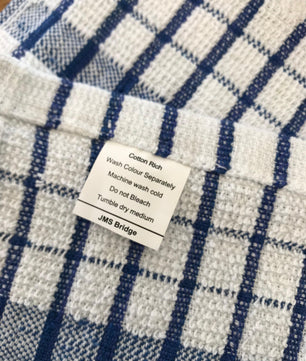 Cotton Rich
Wash Colour Separately
Machine wash cold
Do not Bleach
Tumble dry medium
JMS Bridge